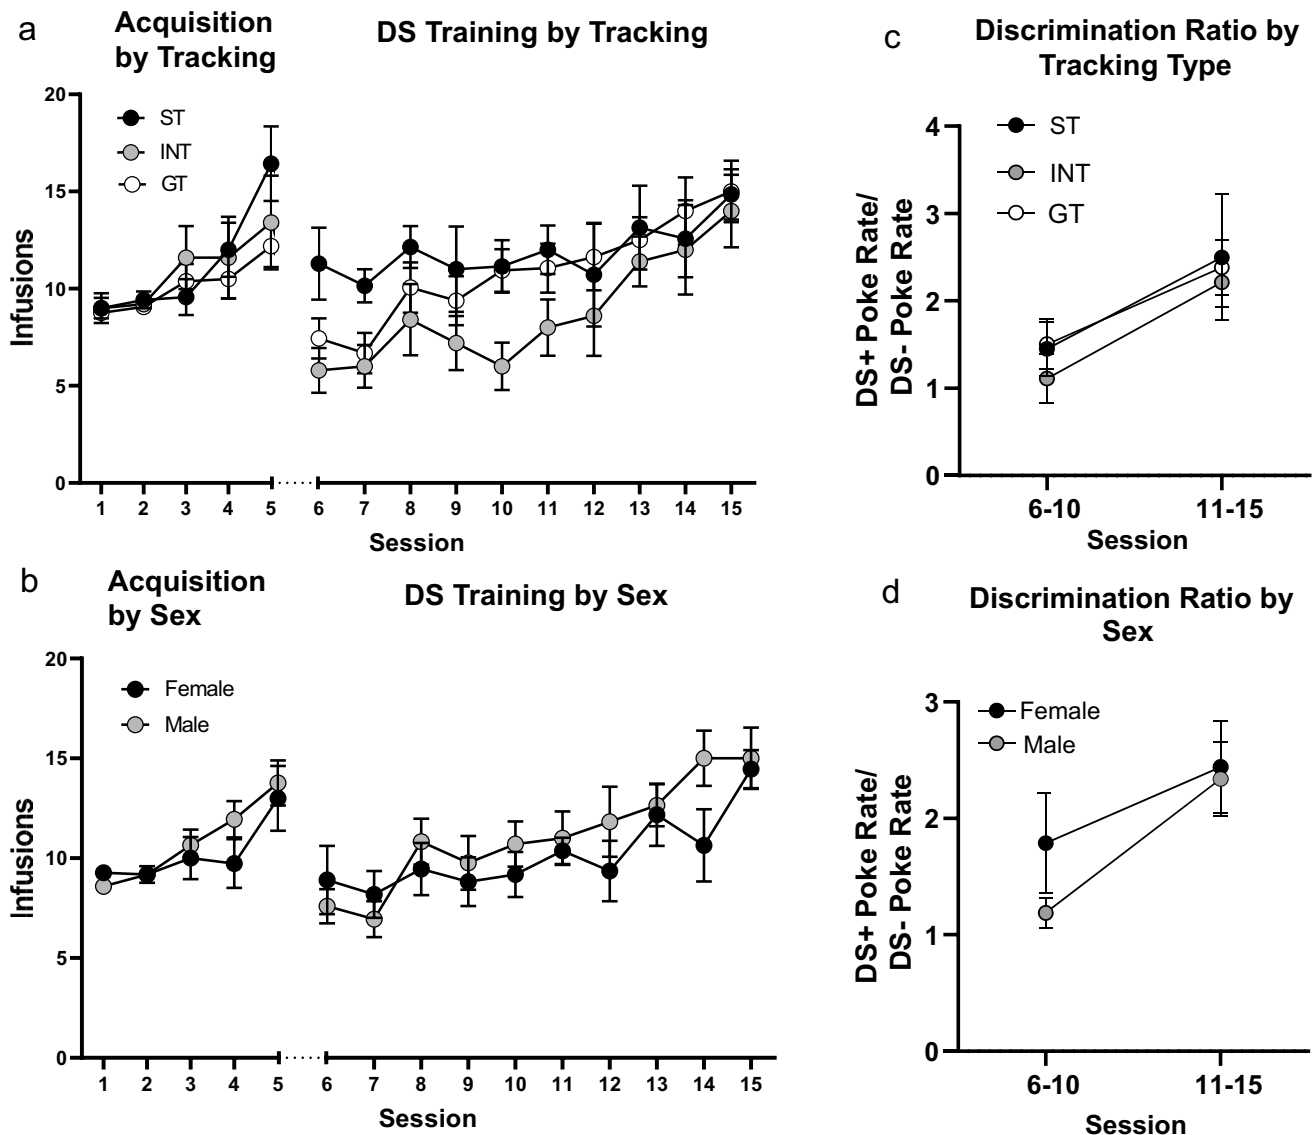 a
Acquisition
by Tracking
DS Training by Tracking
20
15
10
5
0
Infusions
ST
INT
GT
1 2 3 4 5 6 7 8 9 10 11 12 13 14 15
Session
c
Discrimination Ratio by
Tracking Type
4
3
2
1
0
DS+ Poke Rate/
DS- Poke Rate
ST
INT
GT
6-10 11-15
Session
b
Acquisition
by Sex
DS Training by Sex
20
15
10
5
0
Infusions
Female
Male
1 2 3 4 5 6 7 8 9 10 11 12 13 14 15
Session
d
Discrimination Ratio by
Sex
3
2
1
0
DS+ Poke Rate/
DS- Poke Rate
Female
Male
6-10 11-15
Session